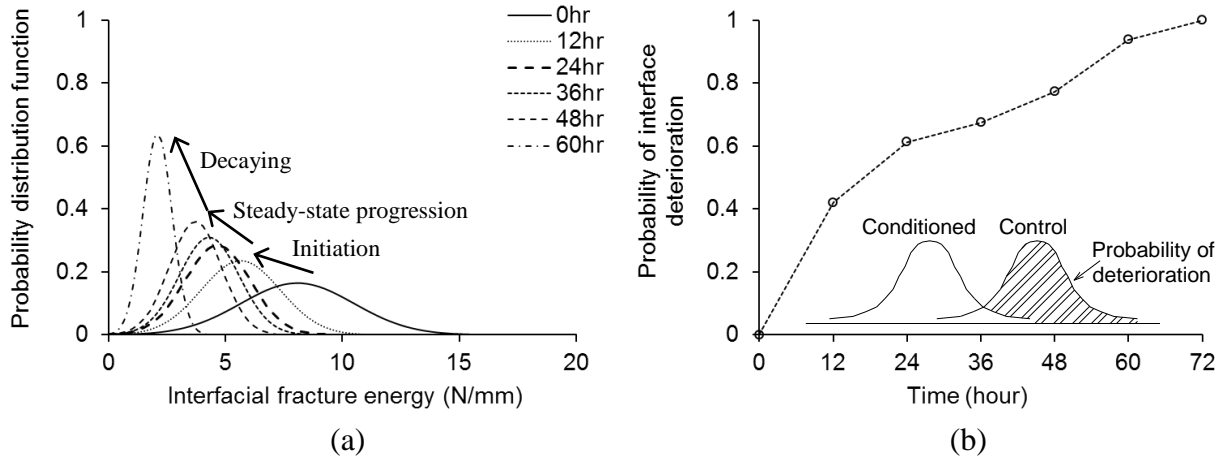 Probability distribution function
1
0.8
0.6
0.4
0.2
0
0
5
10
15
20
Interfacial fracture energy (N/mm)
0hr
12hr
24hr
36hr
48hr
60hr
Decaying
Steady-state progression
Initiation
(a)
Probability of interface
deterioration
1
0.8
0.6
0.4
0.2
0
0
12
24
36
48
60
72
Time (hour)
Conditioned
Control
Probability of
deterioration
(b)